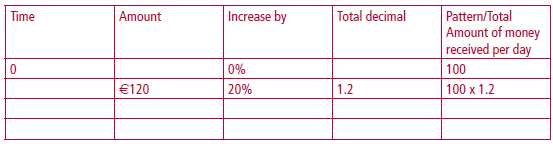 Time Amount Increase by Total decimal Pattern/Total
Amount of money
received per day
0 0% 100
€120 20% 1.2 100 x 1.2